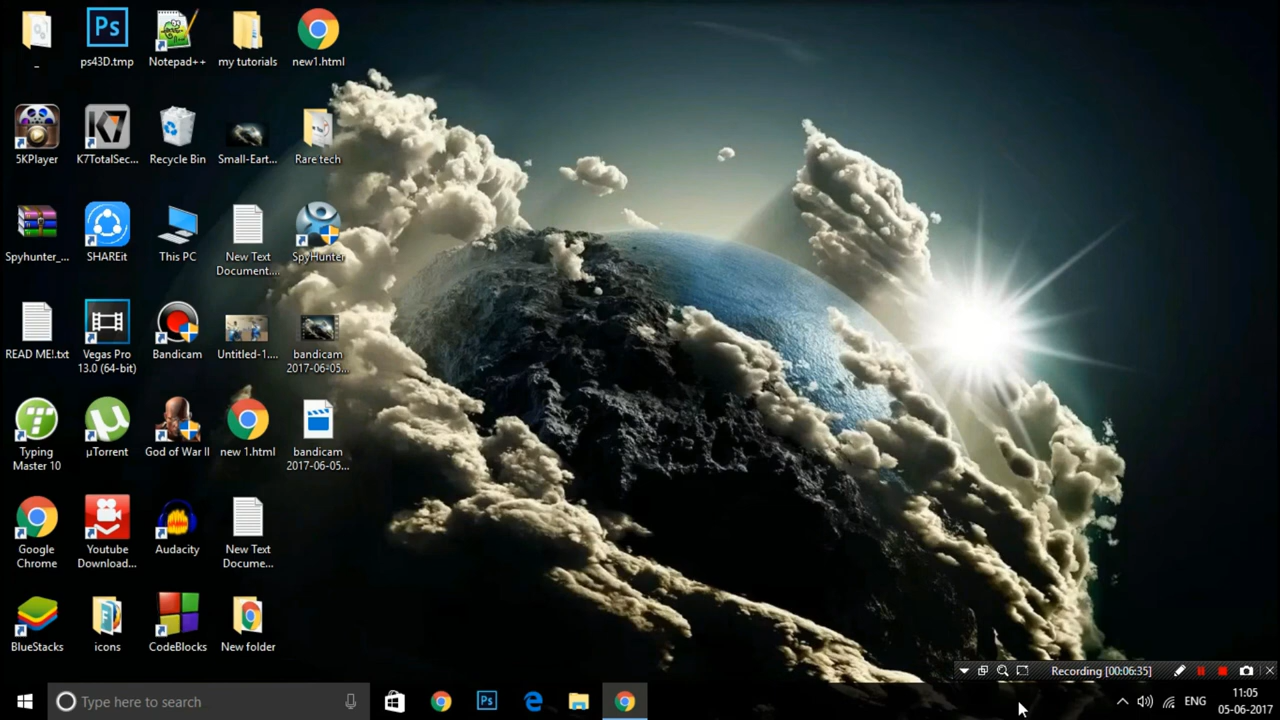 _
ps43D.tmp
Notepad++
my tutorials
new1.html
5KPlayer
K7TotalSec...
Recycle Bin
Small-Eart...
Rare tech
Spyhunter_...
SHAREit
This PC
New Text
Document....
SpyHunter
READ ME!.txt
Vegas Pro
13.0 (64-bit)
Bandicam
Untitled-1....
bandicam
2017-06-05...
Typing
Master 10
µTorrent
God of War II
new 1.html
bandicam
2017-06-05...
Google
Chrome
Youtube
Download...
Audacity
New Text
Docume...
BlueStacks
icons
CodeBlocks
New folder
Recording [00:06:35]
Type here to search
Ps
ENG
11:05
05-06-2017